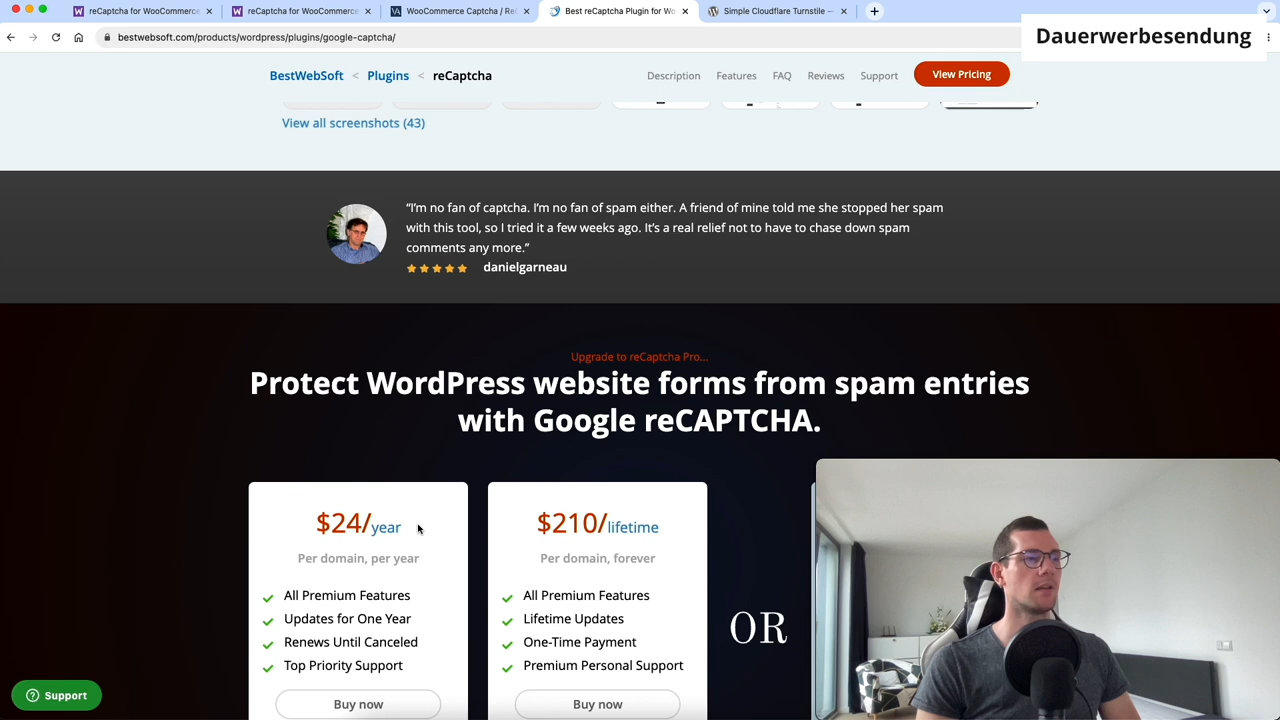 reCaptcha for WooCommerce
reCaptcha for WooCommerce
WooCommerce Captcha / Re
Best reCaptcha Plugin for Wo
Simple Cloudflare Turnstile —
bestwebsoft.com/products/wordpress/plugins/google-captcha/
Dauerwerbesendung
BestWebSoft < Plugins < reCaptcha
Description Features FAQ Reviews Support View Pricing
View all screenshots (43)
“I’m no fan of captcha. I’m no fan of spam either. A friend of mine told me she stopped her spam
with this tool, so I tried it a few weeks ago. It’s a real relief not to have to chase down spam
comments any more.”
danielgarneau
Upgrade to reCaptcha Pro...
Protect WordPress website forms from spam entries
with Google reCAPTCHA.
$24/year
Per domain, per year
All Premium Features
Updates for One Year
Renews Until Canceled
Top Priority Support
Buy now
$210/lifetime
Per domain, forever
All Premium Features
Lifetime Updates
One-Time Payment
Premium Personal Support
Buy now
OR
Support